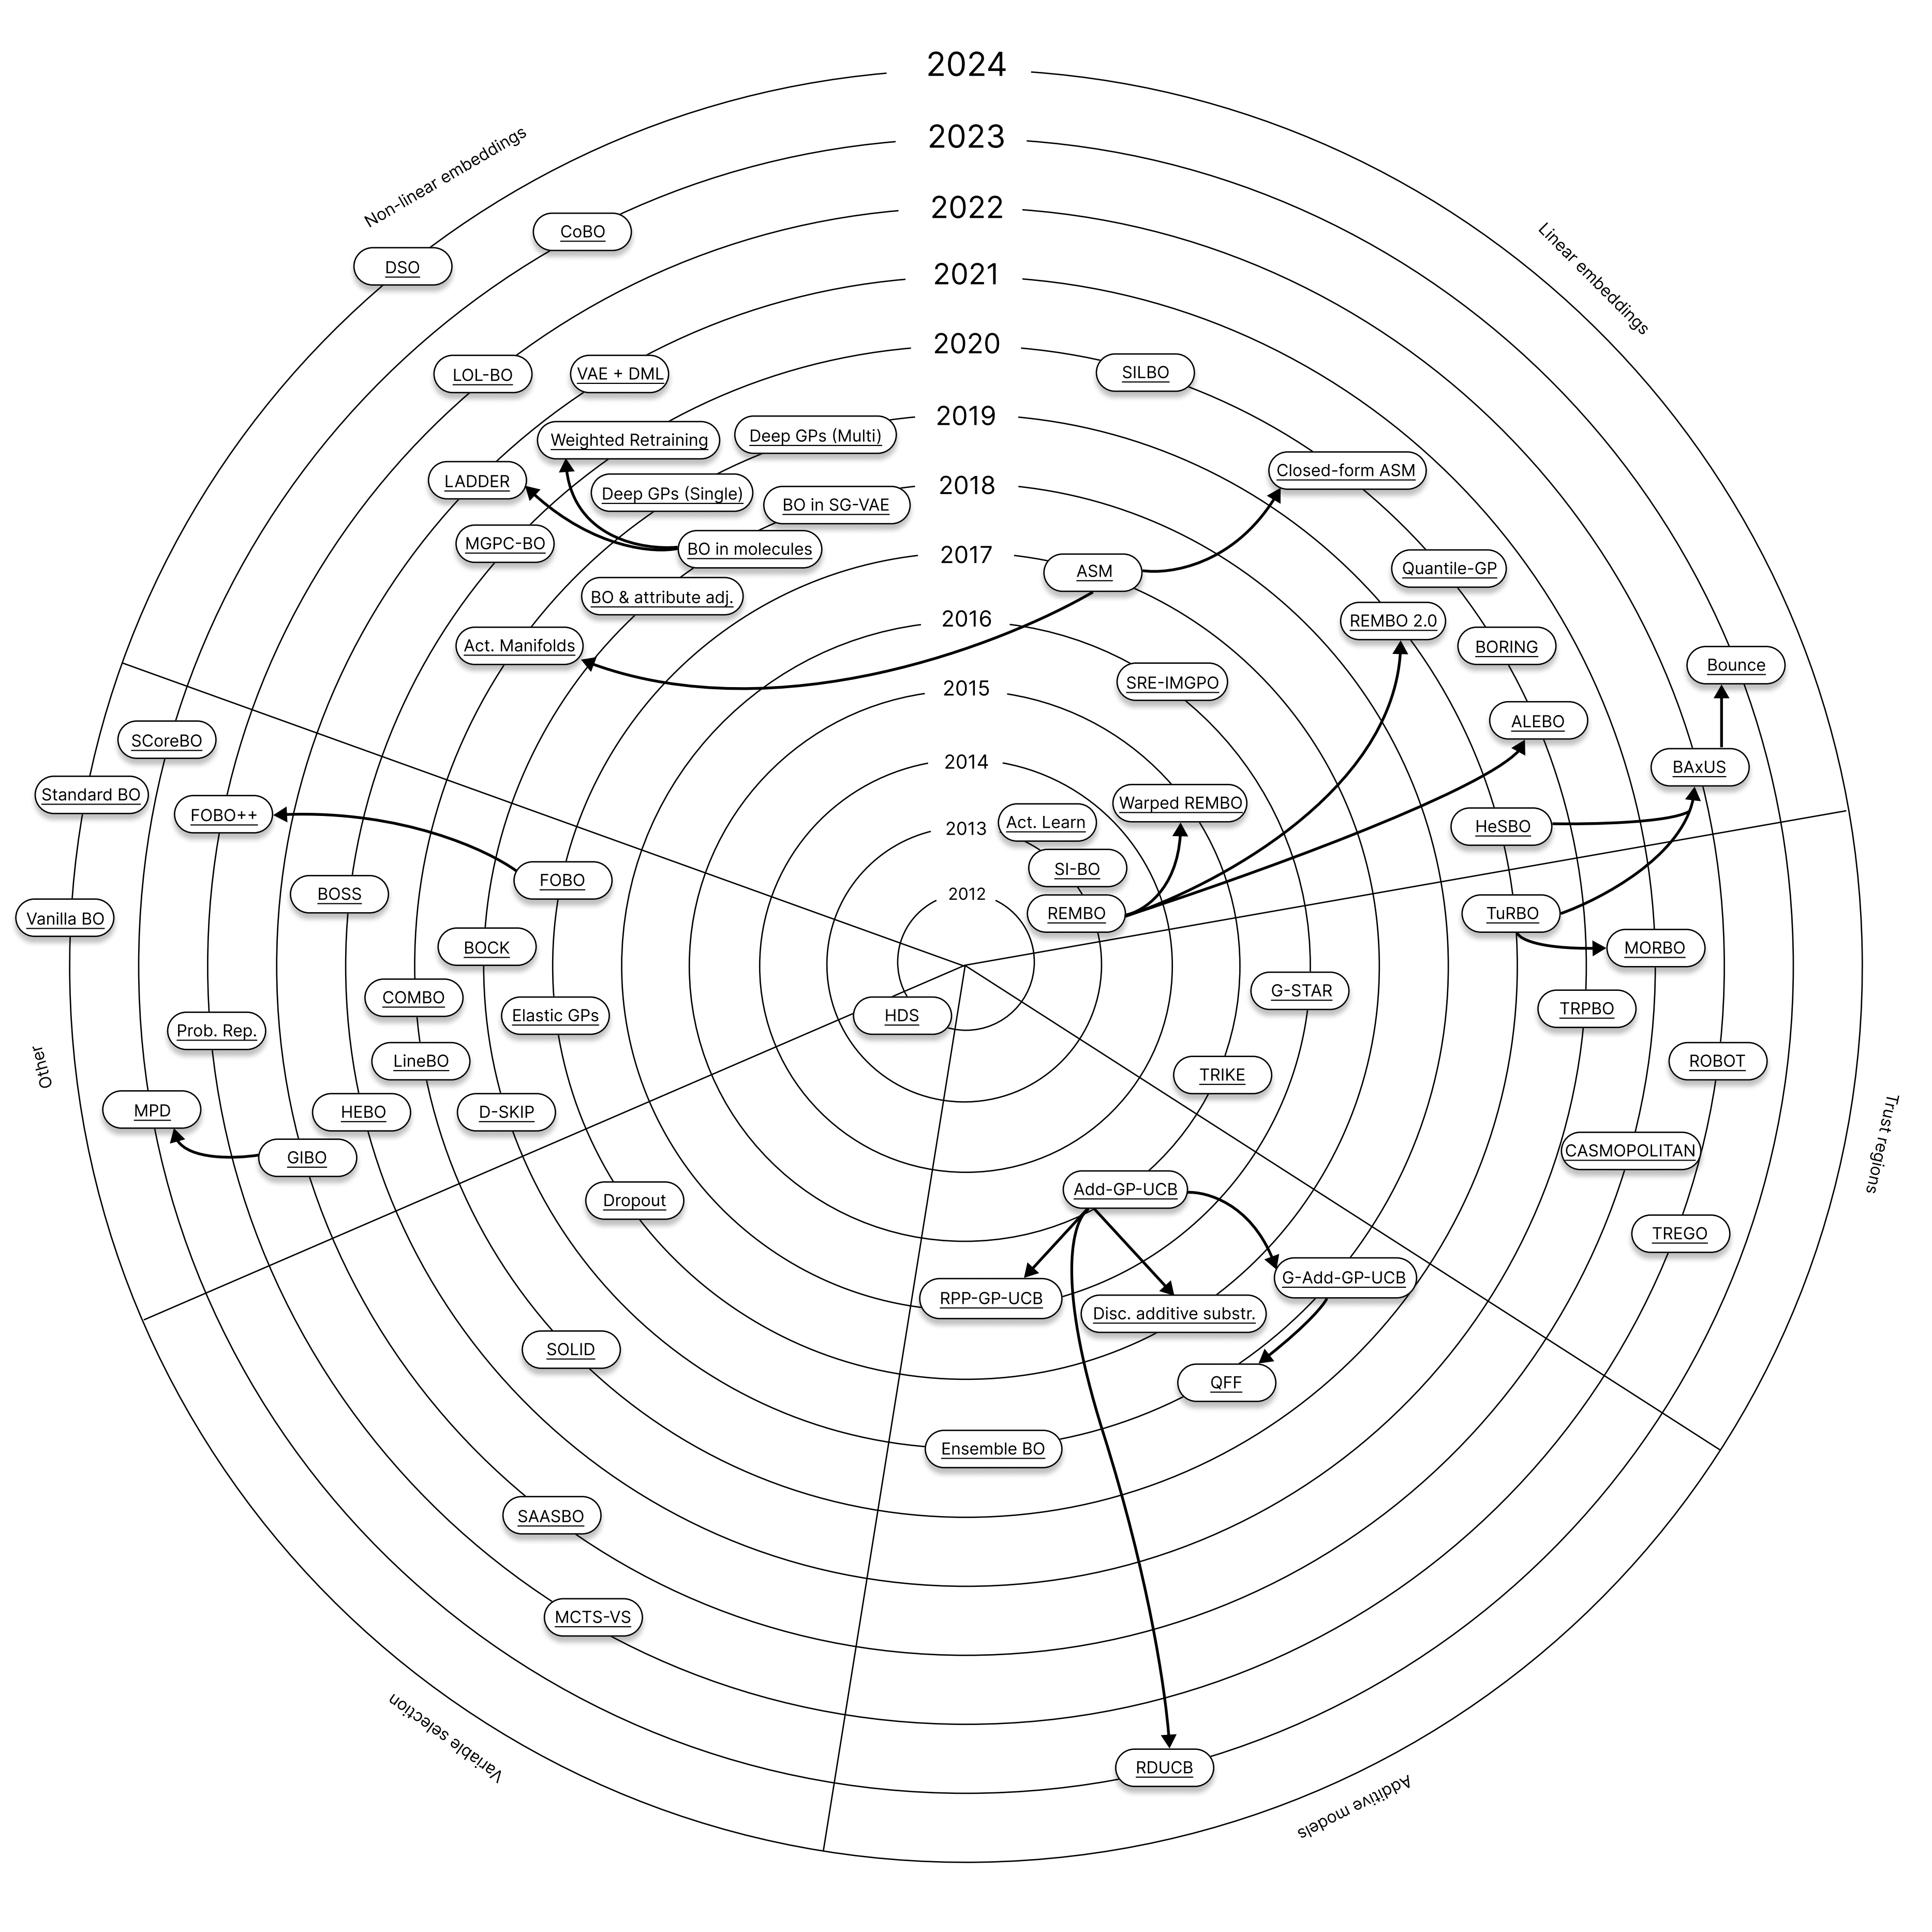 2024
2023
2022
2021
2020
2019
2018
2017
2016
2015
2014
2013
2012
Non-linear embeddings
DSO
CoBO
LOL-BO
VAE + DML
Weighted Retraining
Deep GPs (Multi)
LADDER
Deep GPs (Single)
BO in SG-VAE
MGPC-BO
BO in molecules
BO & attribute adj.
Act. Manifolds
Linear embeddings
SILBO
Closed-form ASM
ASM
Quantile-GP
REMBO 2.0
BORING
SRE-IMGPO
Bounce
ALEBO
BAxUS
Warped REMBO
Act. Learn
HeSBO
SI-BO
REMBO
Trust regions
TuRBO
MORBO
G-STAR
TRPBO
ROBOT
TRIKE
CASMOPOLITAN
TREGO
Additive models
Add-GP-UCB
G-Add-GP-UCB
RPP-GP-UCB
Disc. additive substr.
QFF
Ensemble BO
RDUCB
Variable selection
HDS
Dropout
SOLID
SAASBO
MCTS-VS
Other
SCoreBO
Standard BO
FOBO++
FOBO
BOSS
Vanilla BO
BOCK
COMBO
Elastic GPs
Prob. Rep.
LineBO
MPD
HEBO
D-SKIP
GIBO